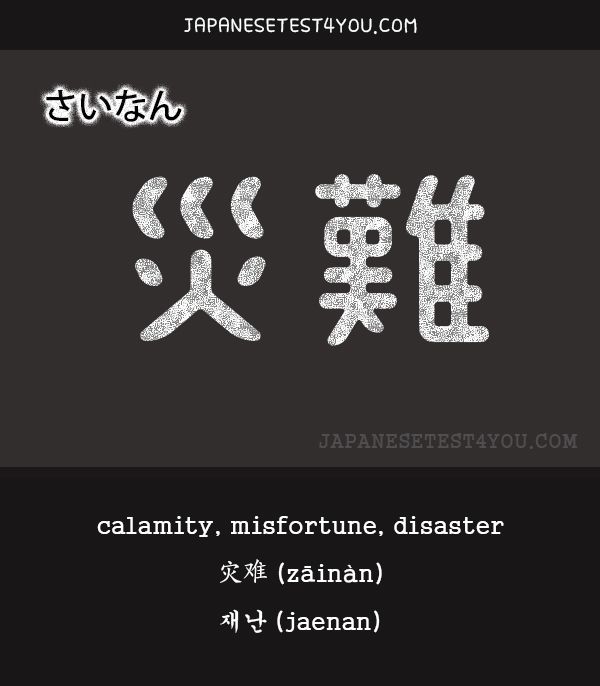 JAPANESETEST4YOU.COM
さいなん
災難
JAPANESETEST4YOU.COM
calamity, misfortune, disaster
灾难 (zāinàn)
재난 (jaenan)